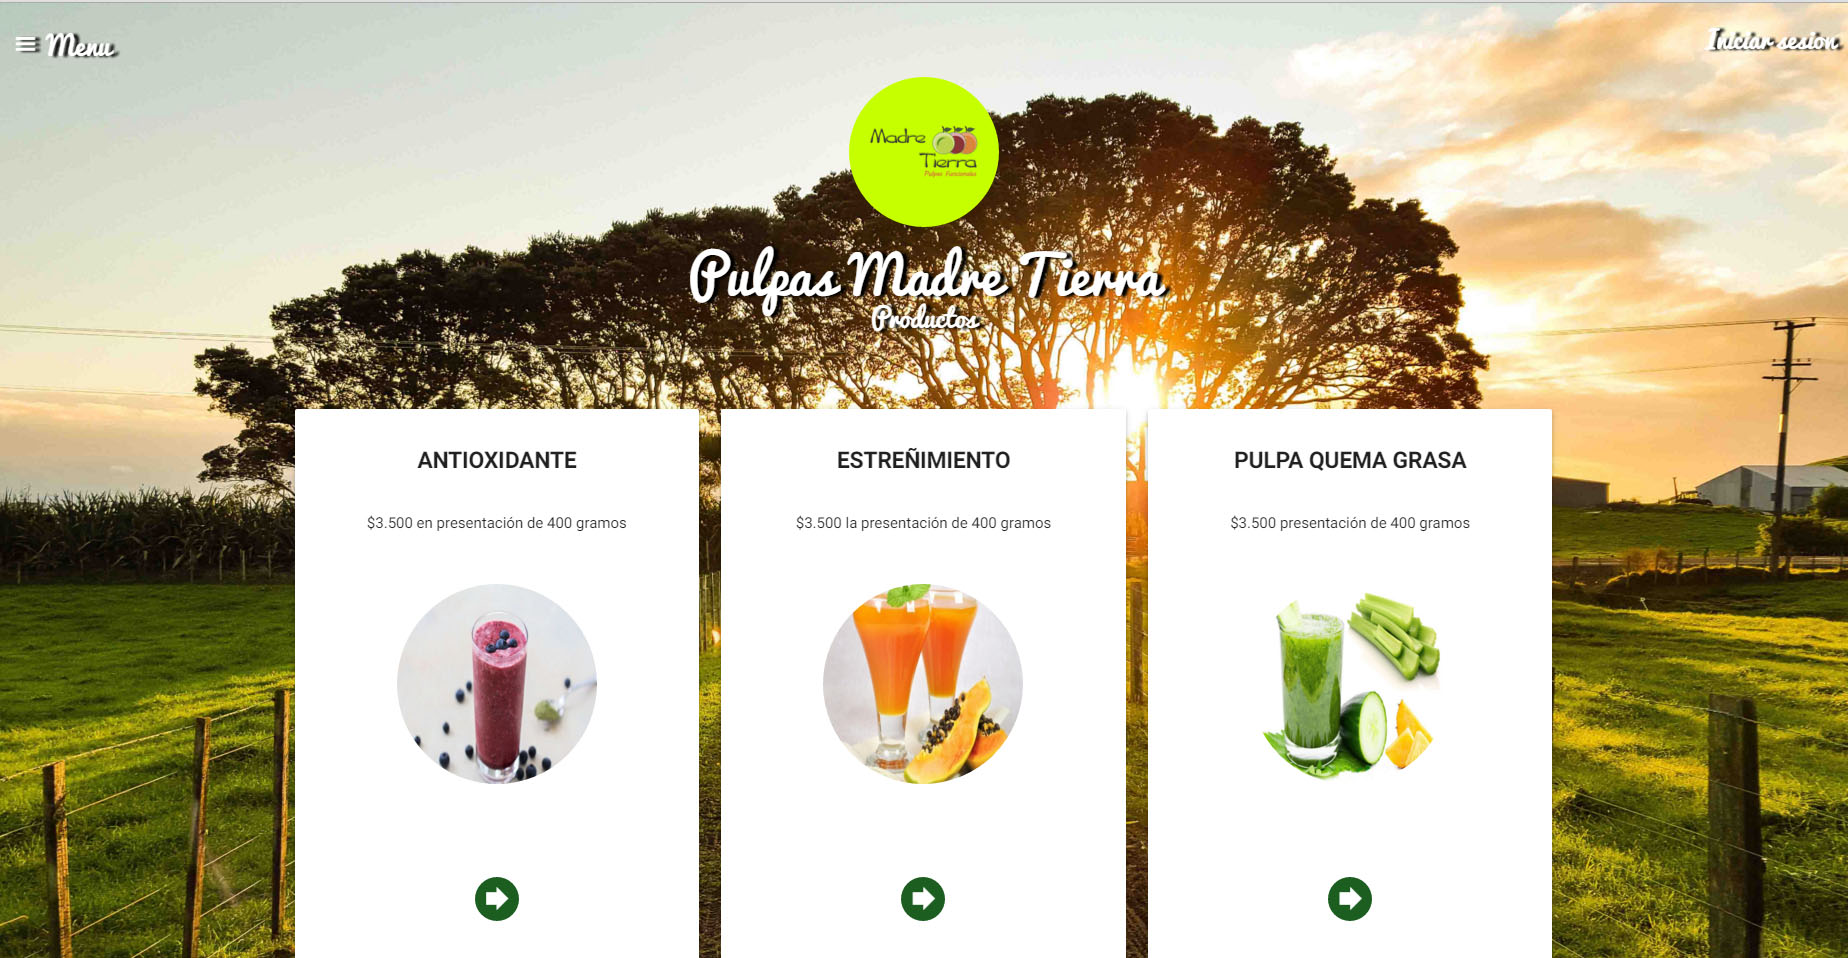 Menu
Iniciar sesion
Madre
Tierra
Pulpas Funcionales
Pulpas Madre Tierra
Productos
ANTIOXIDANTE
$3.500 en presentación de 400 gramos
ESTREÑIMIENTO
$3.500 la presentación de 400 gramos
PULPA QUEMA GRASA
$3.500 presentación de 400 gramos